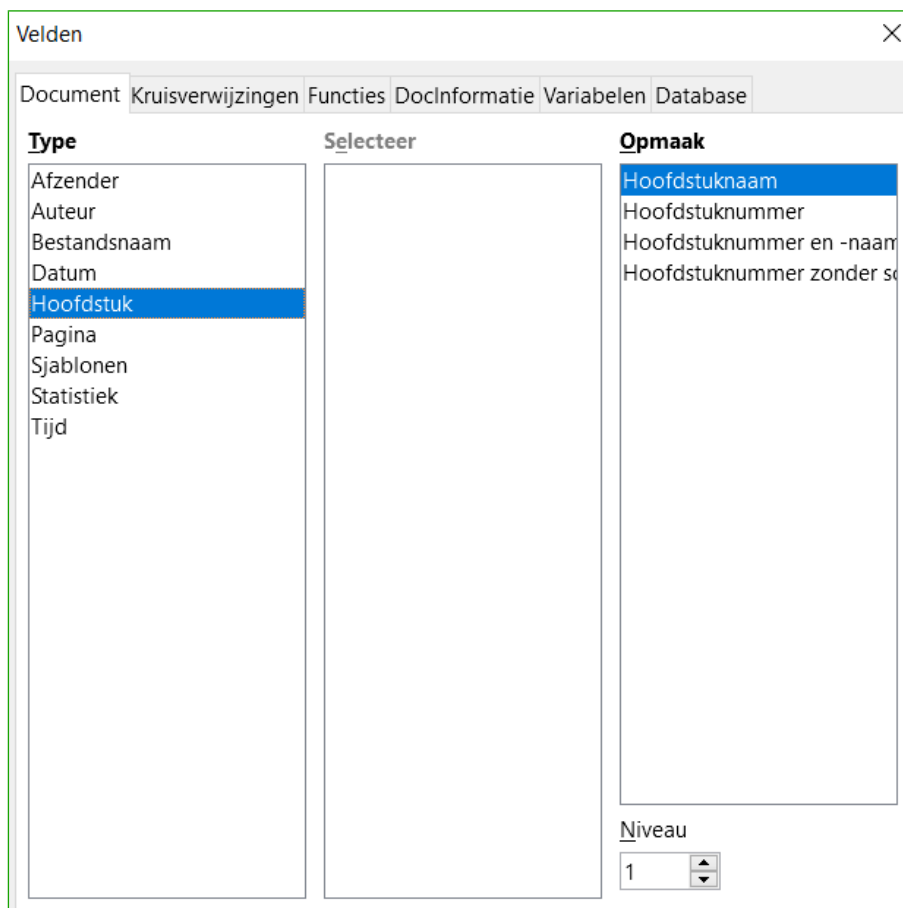 Velden
Document Kruisverwijzingen Functies DocInformatie Variabelen Database
Type
Afzender
Auteur
Bestandsnaam
Datum
Hoofdstuk
Pagina
Sjablonen
Statistiek
Tijd
Selecteer
Opmaak
Hoofdstuknaam
Hoofdstuknummer
Hoofdstuknummer en -naam
Hoofdstuknummer zonder
Niveau
1